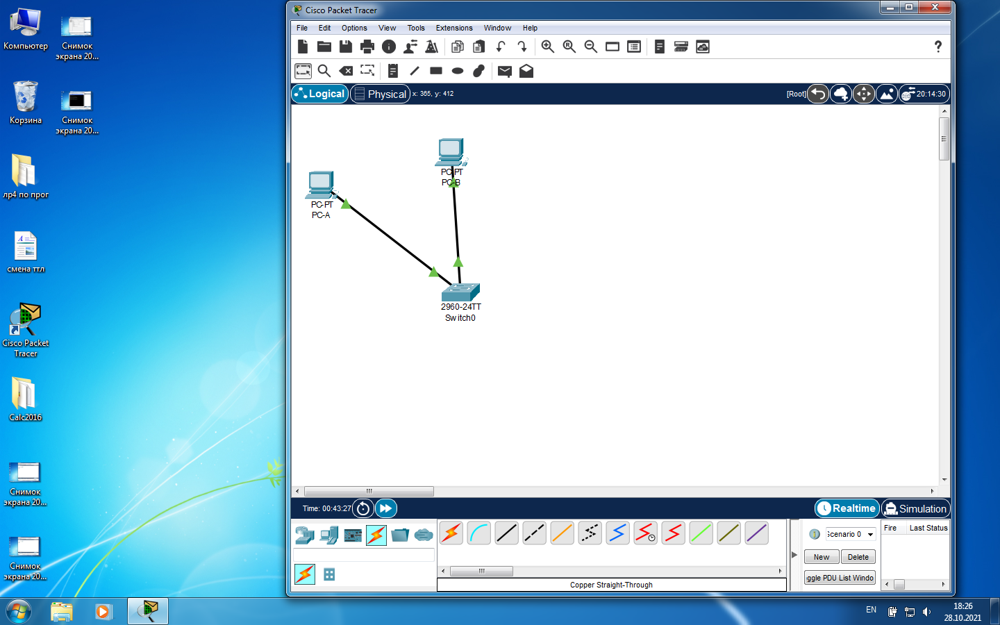 Компьютер
Снимок
экрана 20...
Корзина
Снимок
экрана 20...
лр4 по прог
смена ттл
Cisco Packet
Tracer
Calc2016
Снимок
экрана 20...
Снимок
экрана 20...
Cisco Packet Tracer
File Edit Options View Tools Extensions Window Help
Logical Physical x: 365, y: 412 [Root] 20:14:30
PC-PT
PC-B
PC-PT
PC-A
2960-24TT
Switch0
Time: 00:43:27 Realtime Simulation
Scenario 0 Fire Last Status
New Delete
ggle PDU List Windo
Copper Straight-Through
EN 18:26
28.10.2021